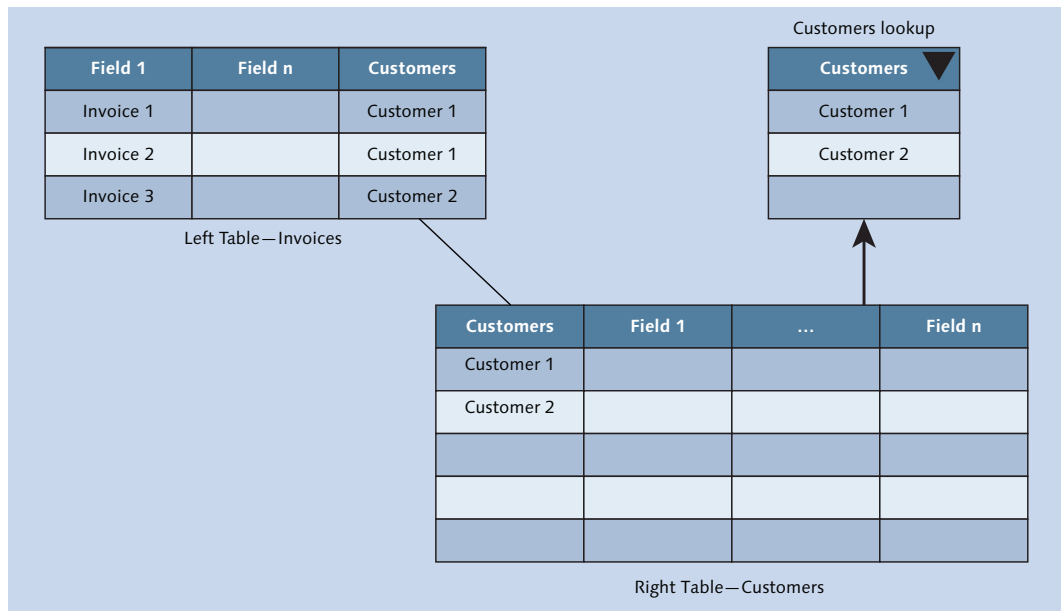 Customers lookup
Field 1 Field n Customers
Invoice 1 Customer 1
Invoice 2 Customer 1
Invoice 3 Customer 2
Left Table—Invoices
Customers
Customer 1
Customer 2
Customers Field 1 ... Field n
Customer 1
Customer 2
Right Table—Customers